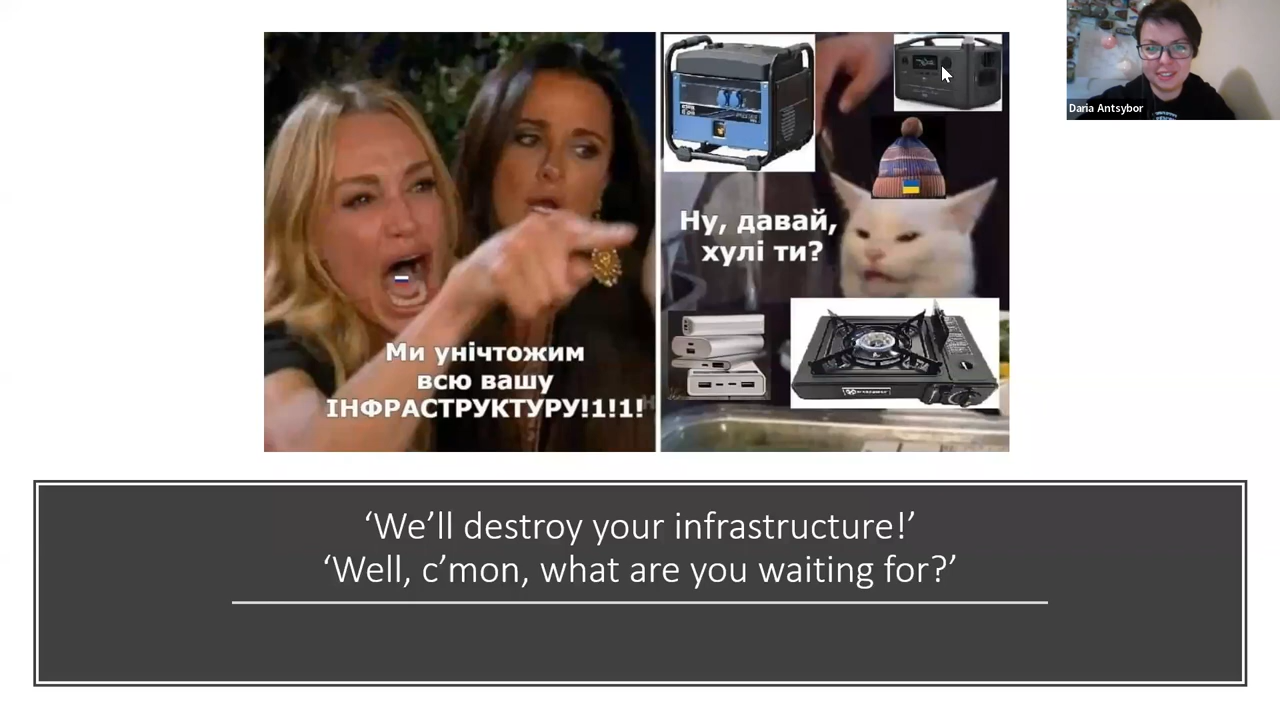 Daria Antsybor
Ми унічтожим
всю вашу
ІНФРАСТРУКТУРУ!1!1!
Ну, давай,
хулі ти?
‘We’ll destroy your infrastructure!’
‘Well, c’mon, what are you waiting for?’